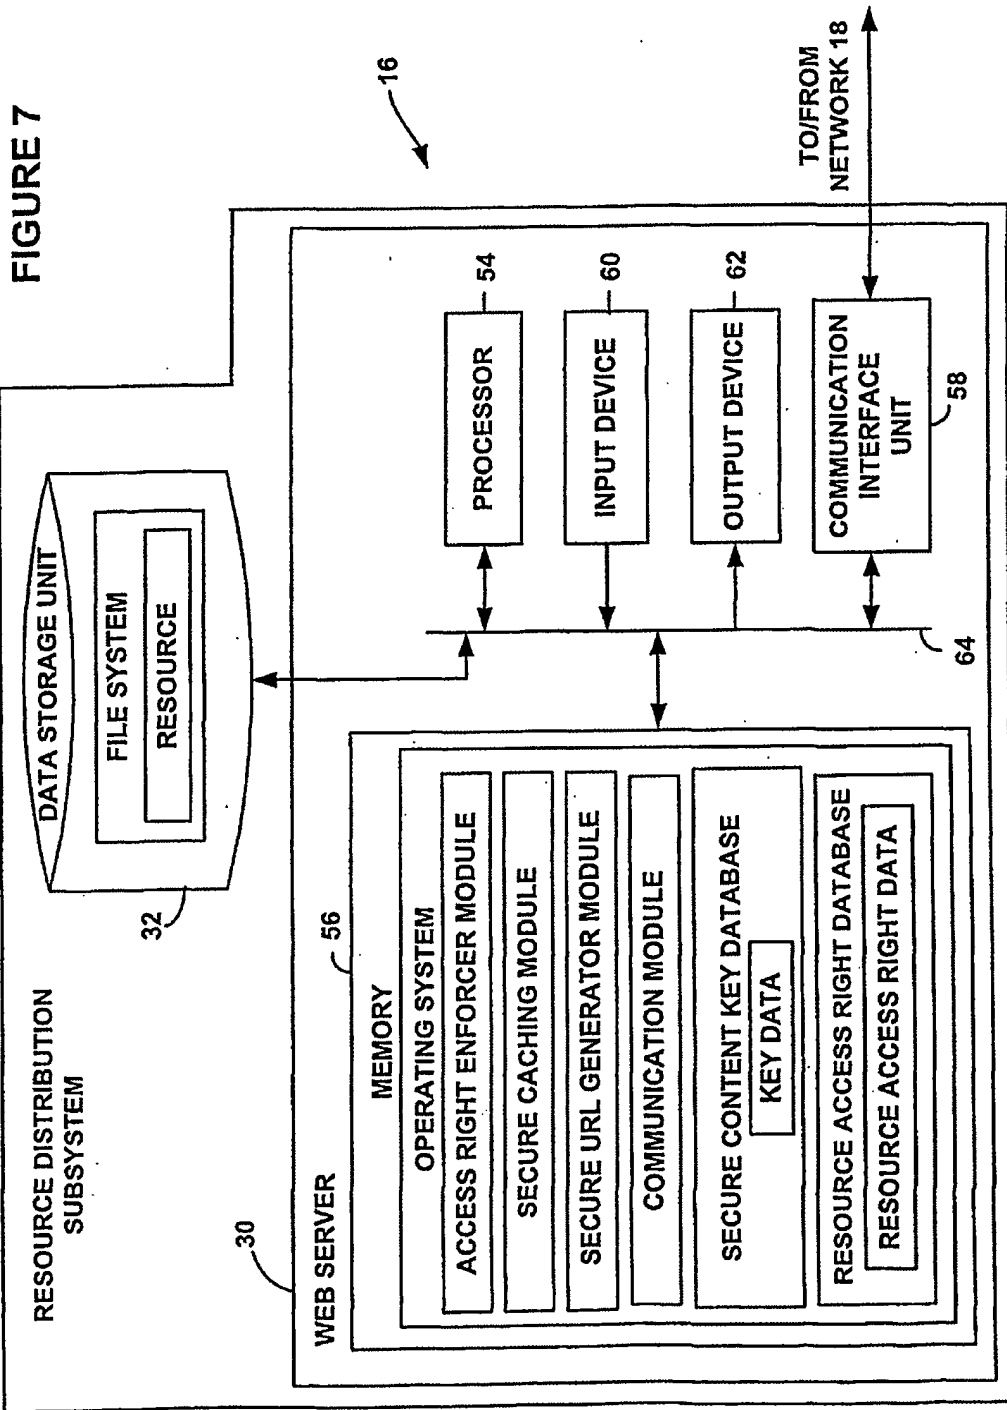 FIGURE 7
RESOURCE DISTRIBUTION
SUBSYSTEM
DATA STORAGE UNIT
FILE SYSTEM
RESOURCE
32
16
30
WEB SERVER
56
MEMORY
OPERATING SYSTEM
ACCESS RIGHT ENFORCER MODULE
SECURE CACHING MODULE
SECURE URL GENERATOR MODULE
COMMUNICATION MODULE
SECURE CONTENT KEY DATABASE
KEY DATA
RESOURCE ACCESS RIGHT DATABASE
RESOURCE ACCESS RIGHT DATA
PROCESSOR
54
INPUT DEVICE
60
OUTPUT DEVICE
62
COMMUNICATION
INTERFACE
UNIT
58
64
TO/FROM
NETWORK 18